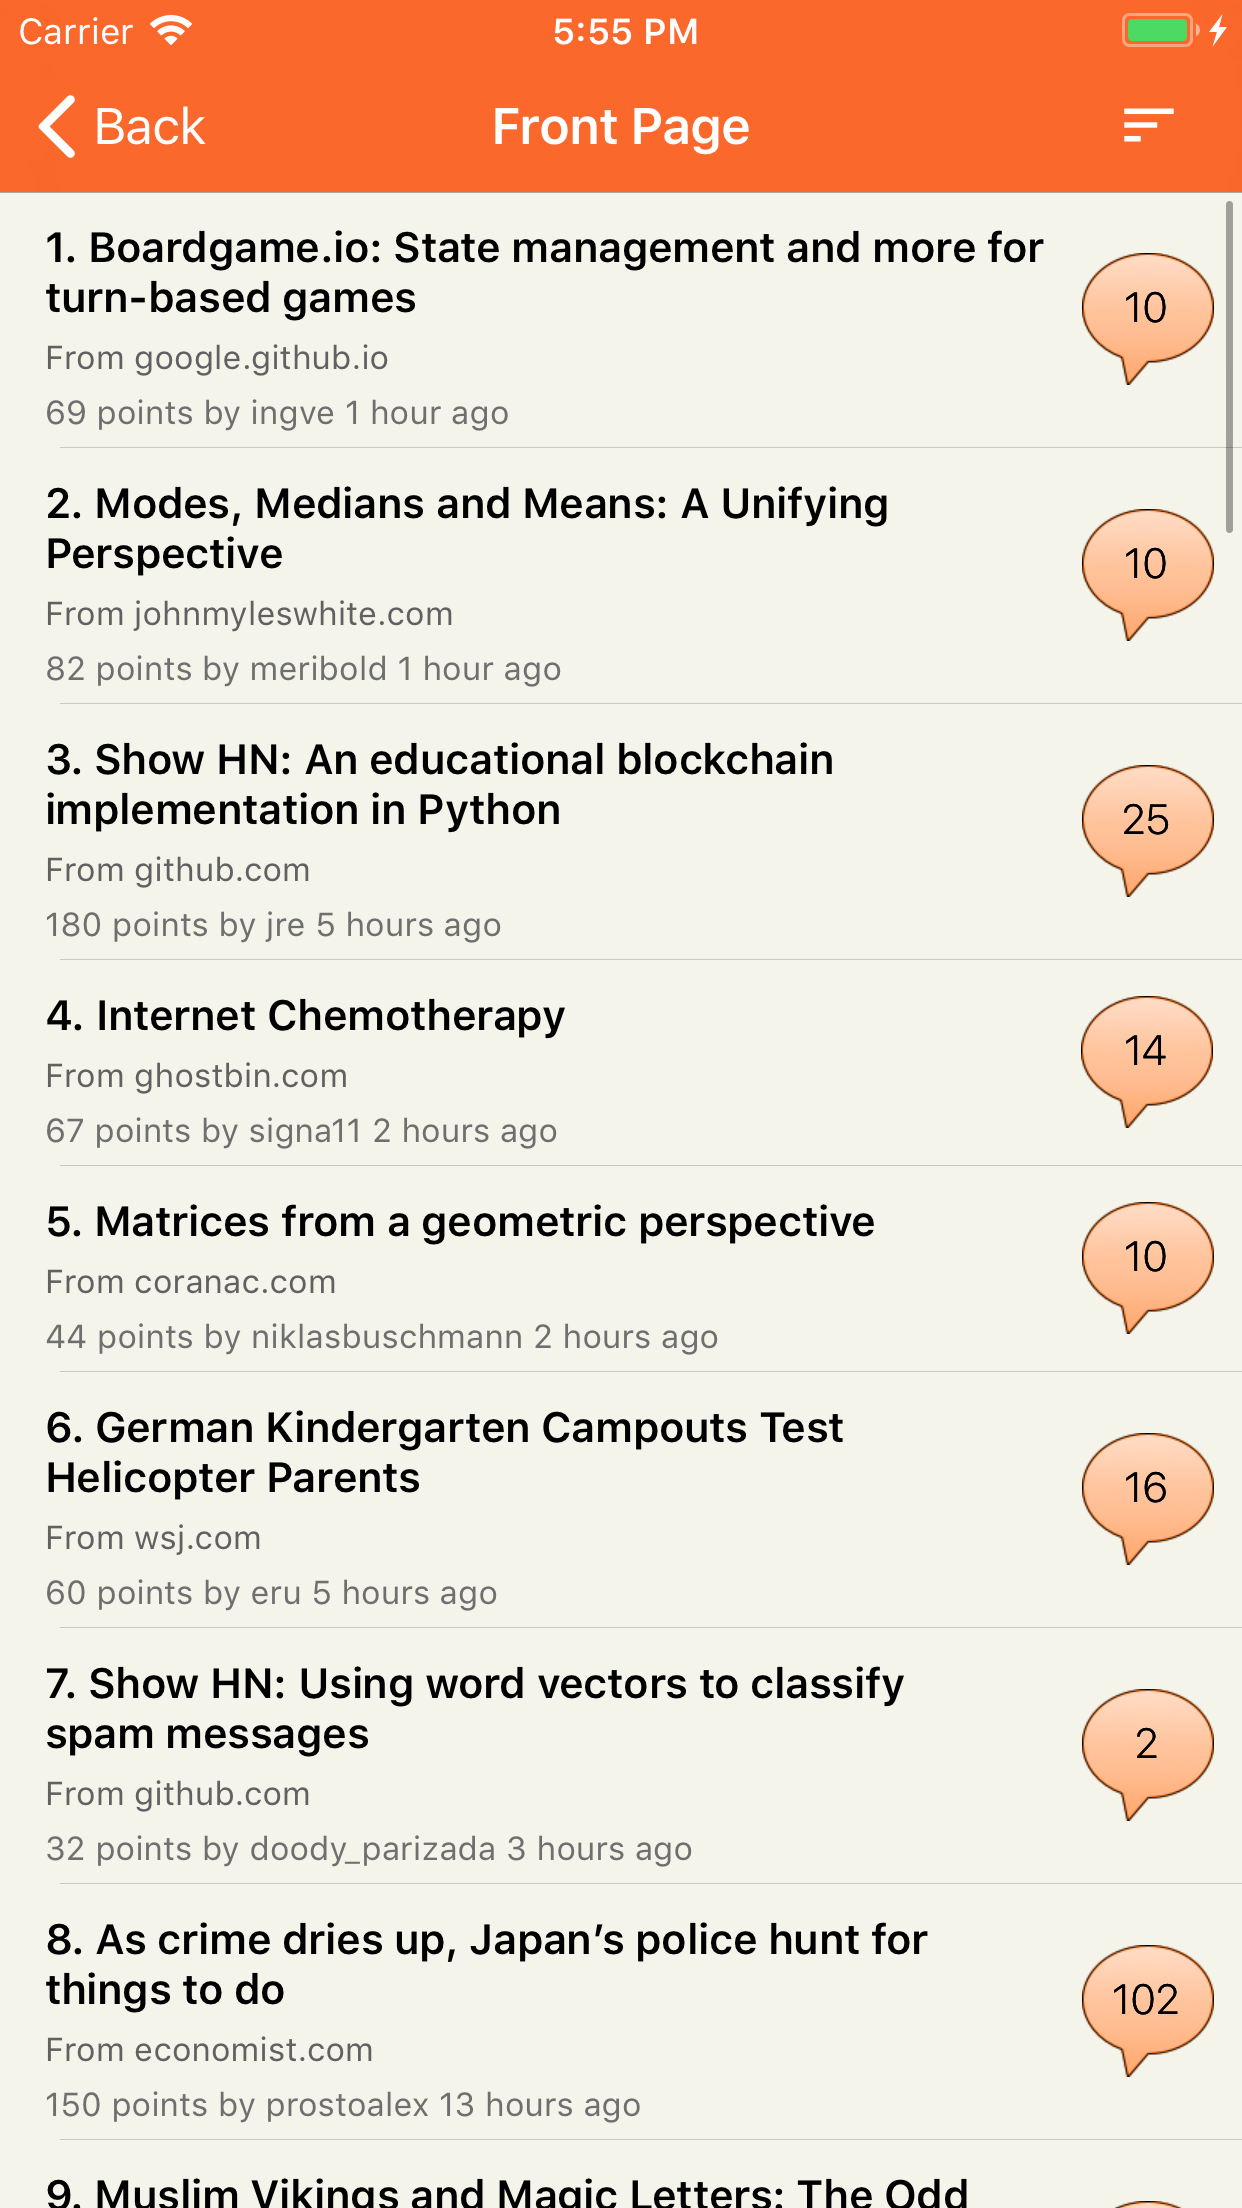 Carrier 5:55 PM
Back Front Page
1. Boardgame.io: State management and more for
turn-based games
From google.github.io
69 points by ingve 1 hour ago
10
2. Modes, Medians and Means: A Unifying
Perspective
From johnmyleswhite.com
82 points by meribold 1 hour ago
10
3. Show HN: An educational blockchain
implementation in Python
From github.com
180 points by jre 5 hours ago
25
4. Internet Chemotherapy
From ghostbin.com
67 points by signa11 2 hours ago
14
5. Matrices from a geometric perspective
From coranac.com
44 points by niklasbuschmann 2 hours ago
10
6. German Kindergarten Campouts Test
Helicopter Parents
From wsj.com
60 points by eru 5 hours ago
16
7. Show HN: Using word vectors to classify
spam messages
From github.com
32 points by doody_parizada 3 hours ago
2
8. As crime dries up, Japan’s police hunt for
things to do
From economist.com
150 points by prostoalex 13 hours ago
102
9. Muslim Vikings and Magic Letters: The Odd